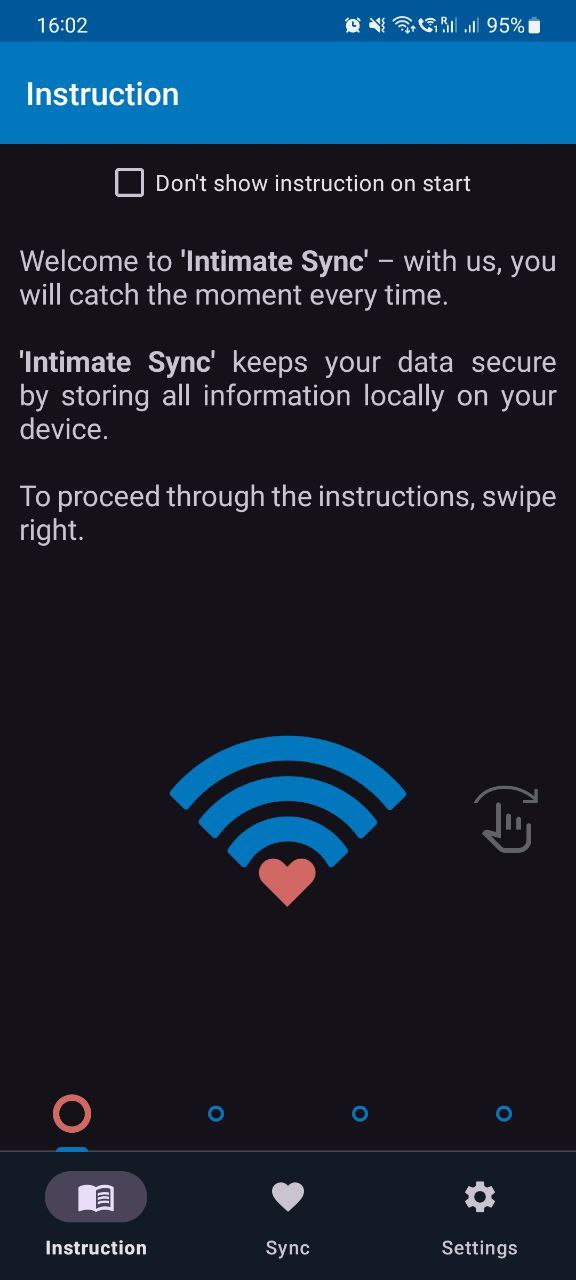 16:02
95%
Instruction
Don't show instruction on start
Welcome to 'Intimate Sync' – with us, you
will catch the moment every time.
'Intimate Sync' keeps your data secure
by storing all information locally on your
device.
To proceed through the instructions, swipe
right.
Instruction
Sync
Settings